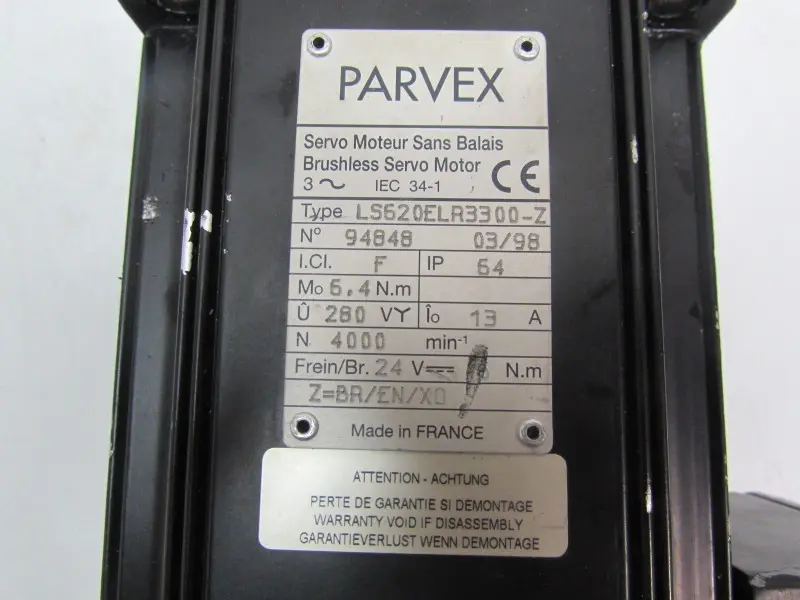 PARVEX
Servo Moteur Sans Balais
Brushless Servo Motor
3 ~ IEC 34-1 CE
Type LS620ELR3300-Z
N° 94848 03/98
I.Cl. F IP 64
Mo 6.4 N.m
Û 280 VY Îo 13 A
N 4000 min-1
Frein/Br. 24 V N.m
Z=BR/EN/XO
Made in FRANCE
ATTENTION - ACHTUNG
PERTE DE GARANTIE SI DEMONTAGE
WARRANTY VOID IF DISASSEMBLY
GARANTIEVERLUST WENN DEMONTAGE